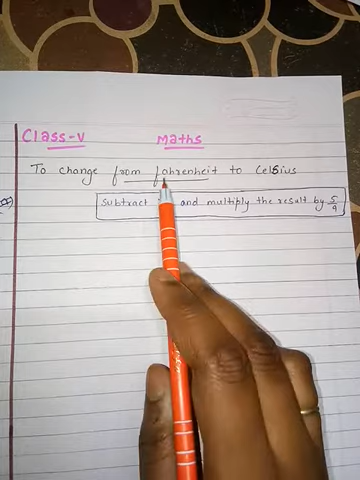 Class-V Maths
To change from fahrenheit to Celsius
Subtract and multiply the result by 5/9